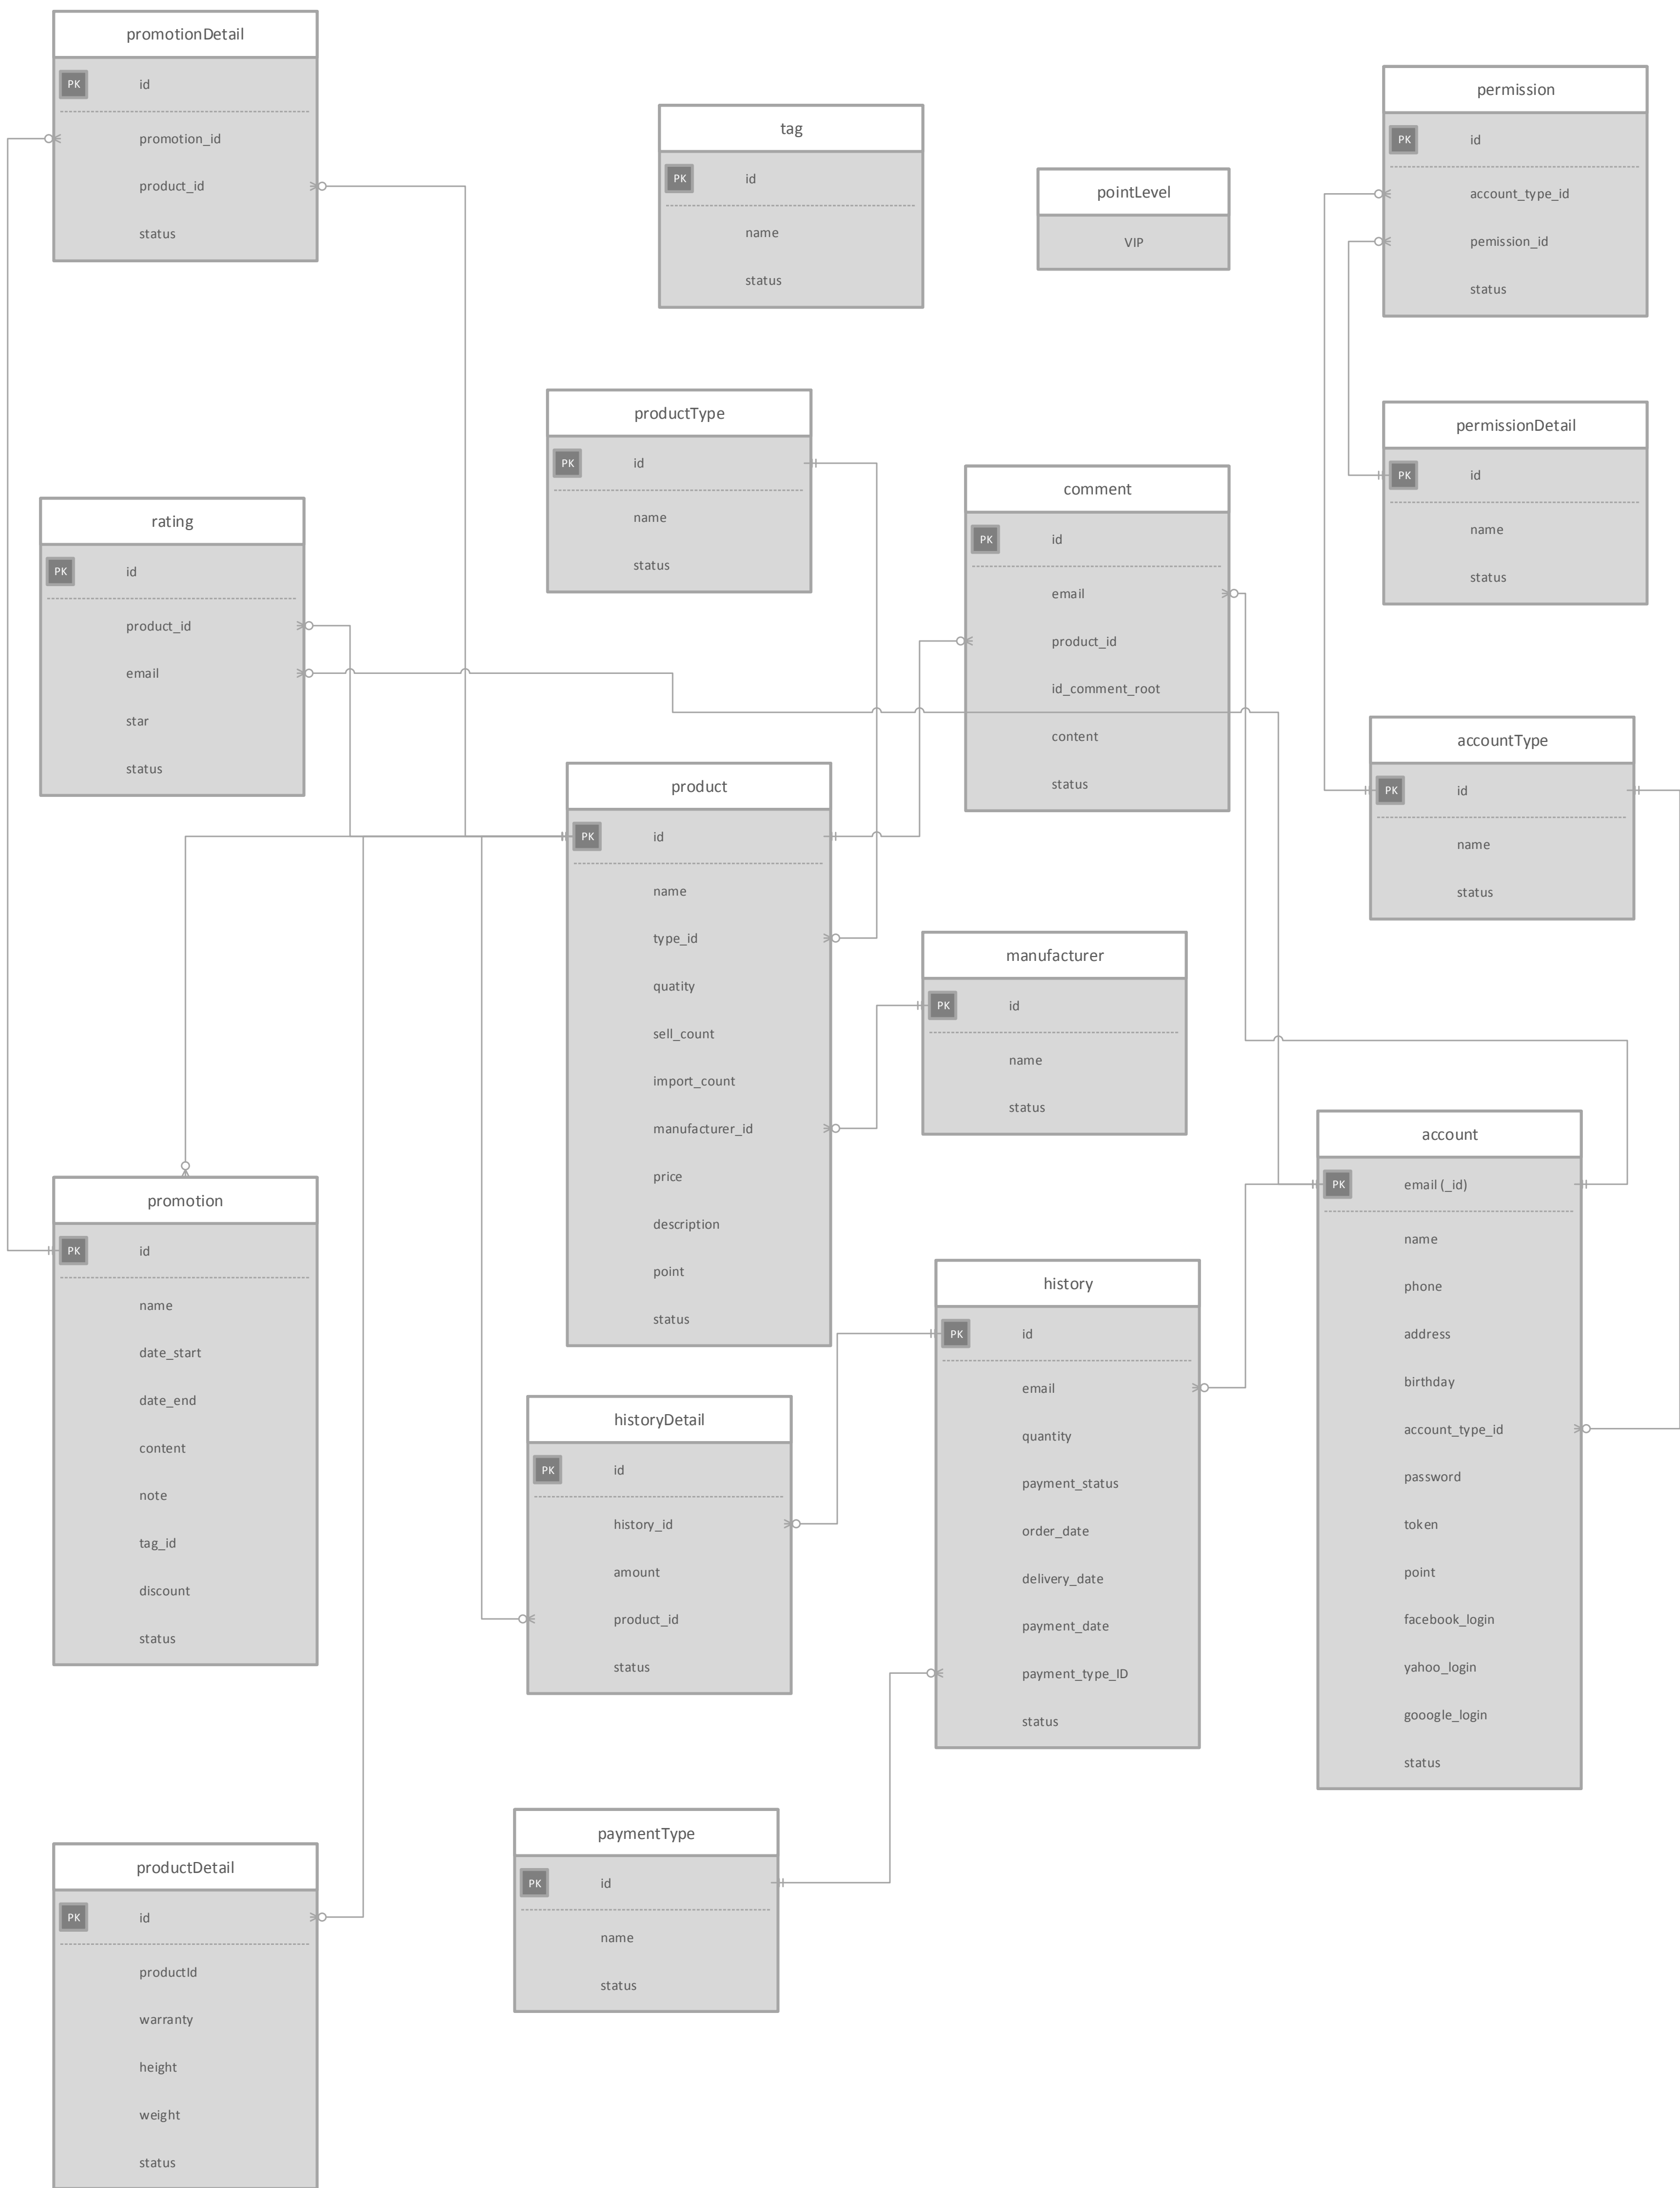 promotionDetail
PK id
promotion_id
product_id
status
tag
PK id
name
status
pointLevel
VIP
permission
PK id
account_type_id
pemission_id
status
productType
PK id
name
status
permissionDetail
PK id
name
status
comment
PK id
email
product_id
id_comment_root
content
status
rating
PK id
product_id
email
star
status
accountType
PK id
name
status
product
PK id
name
type_id
quatity
sell_count
import_count
manufacturer_id
price
description
point
status
manufacturer
PK id
name
status
account
PK email (_id)
name
phone
address
birthday
account_type_id
password
token
point
facebook_login
yahoo_login
gooogle_login
status
promotion
PK id
name
date_start
date_end
content
note
tag_id
discount
status
history
PK id
email
quantity
payment_status
order_date
delivery_date
payment_date
payment_type_ID
status
historyDetail
PK id
history_id
amount
product_id
status
paymentType
PK id
name
status
productDetail
PK id
productId
warranty
height
weight
status